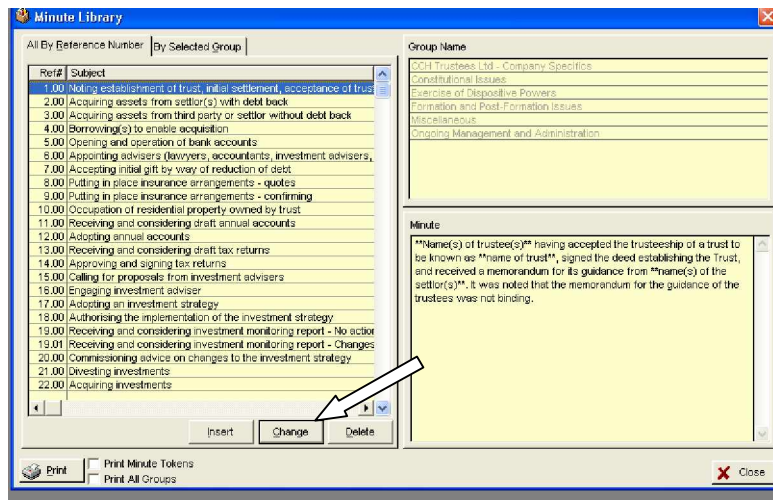 Minute Library
All By Reference Number
By Selected Group
Ref# Subject
1.00 Noting establishment of trust, initial settlement, acceptance of trust
2.00 Acquiring assets from settlor(s) with debt back
3.00 Acquiring assets from third party or settlor without debt back
4.00 Borrowing(s) to enable acquisition
5.00 Opening and operation of bank accounts
6.00 Appointing advisers (lawyers, accountants, investment advisers,
7.00 Accepting initial gift by way of reduction of debt
8.00 Putting in place insurance arrangements - quotes
9.00 Putting in place insurance arrangements - confirming
10.00 Occupation of residential property owned by trust
11.00 Receiving and considering draft annual accounts
12.00 Adopting annual accounts
13.00 Receiving and considering draft tax returns
14.00 Approving and signing tax returns
15.00 Calling for proposals from investment advisers
16.00 Engaging investment adviser
17.00 Adopting an investment strategy
18.00 Authorising the implementation of the investment strategy
19.00 Receiving and considering investment monitoring report - No action
19.01 Receiving and considering investment monitoring report - Changes
20.00 Commissioning advice on changes to the investment strategy
21.00 Divesting investments
22.00 Acquiring investments
Insert
Change
Delete
Group Name
CCH Trustees Ltd - Company Specifics
Constitutional Issues
Exercise of Dispositive Powers
Formation and Post-Formation Issues
Miscellaneous
Ongoing Management and Administration
Minute
**Name(s) of trustee(s)** having accepted the trusteeship of a trust to
be known as **name of trust**, signed the deed establishing the Trust,
and received a memorandum for its guidance from **name(s) of the
settlor(s)**. It was noted that the memorandum for the guidance of the
trustees was not binding.
Print
Print Minute Tokens
Print All Groups
Close